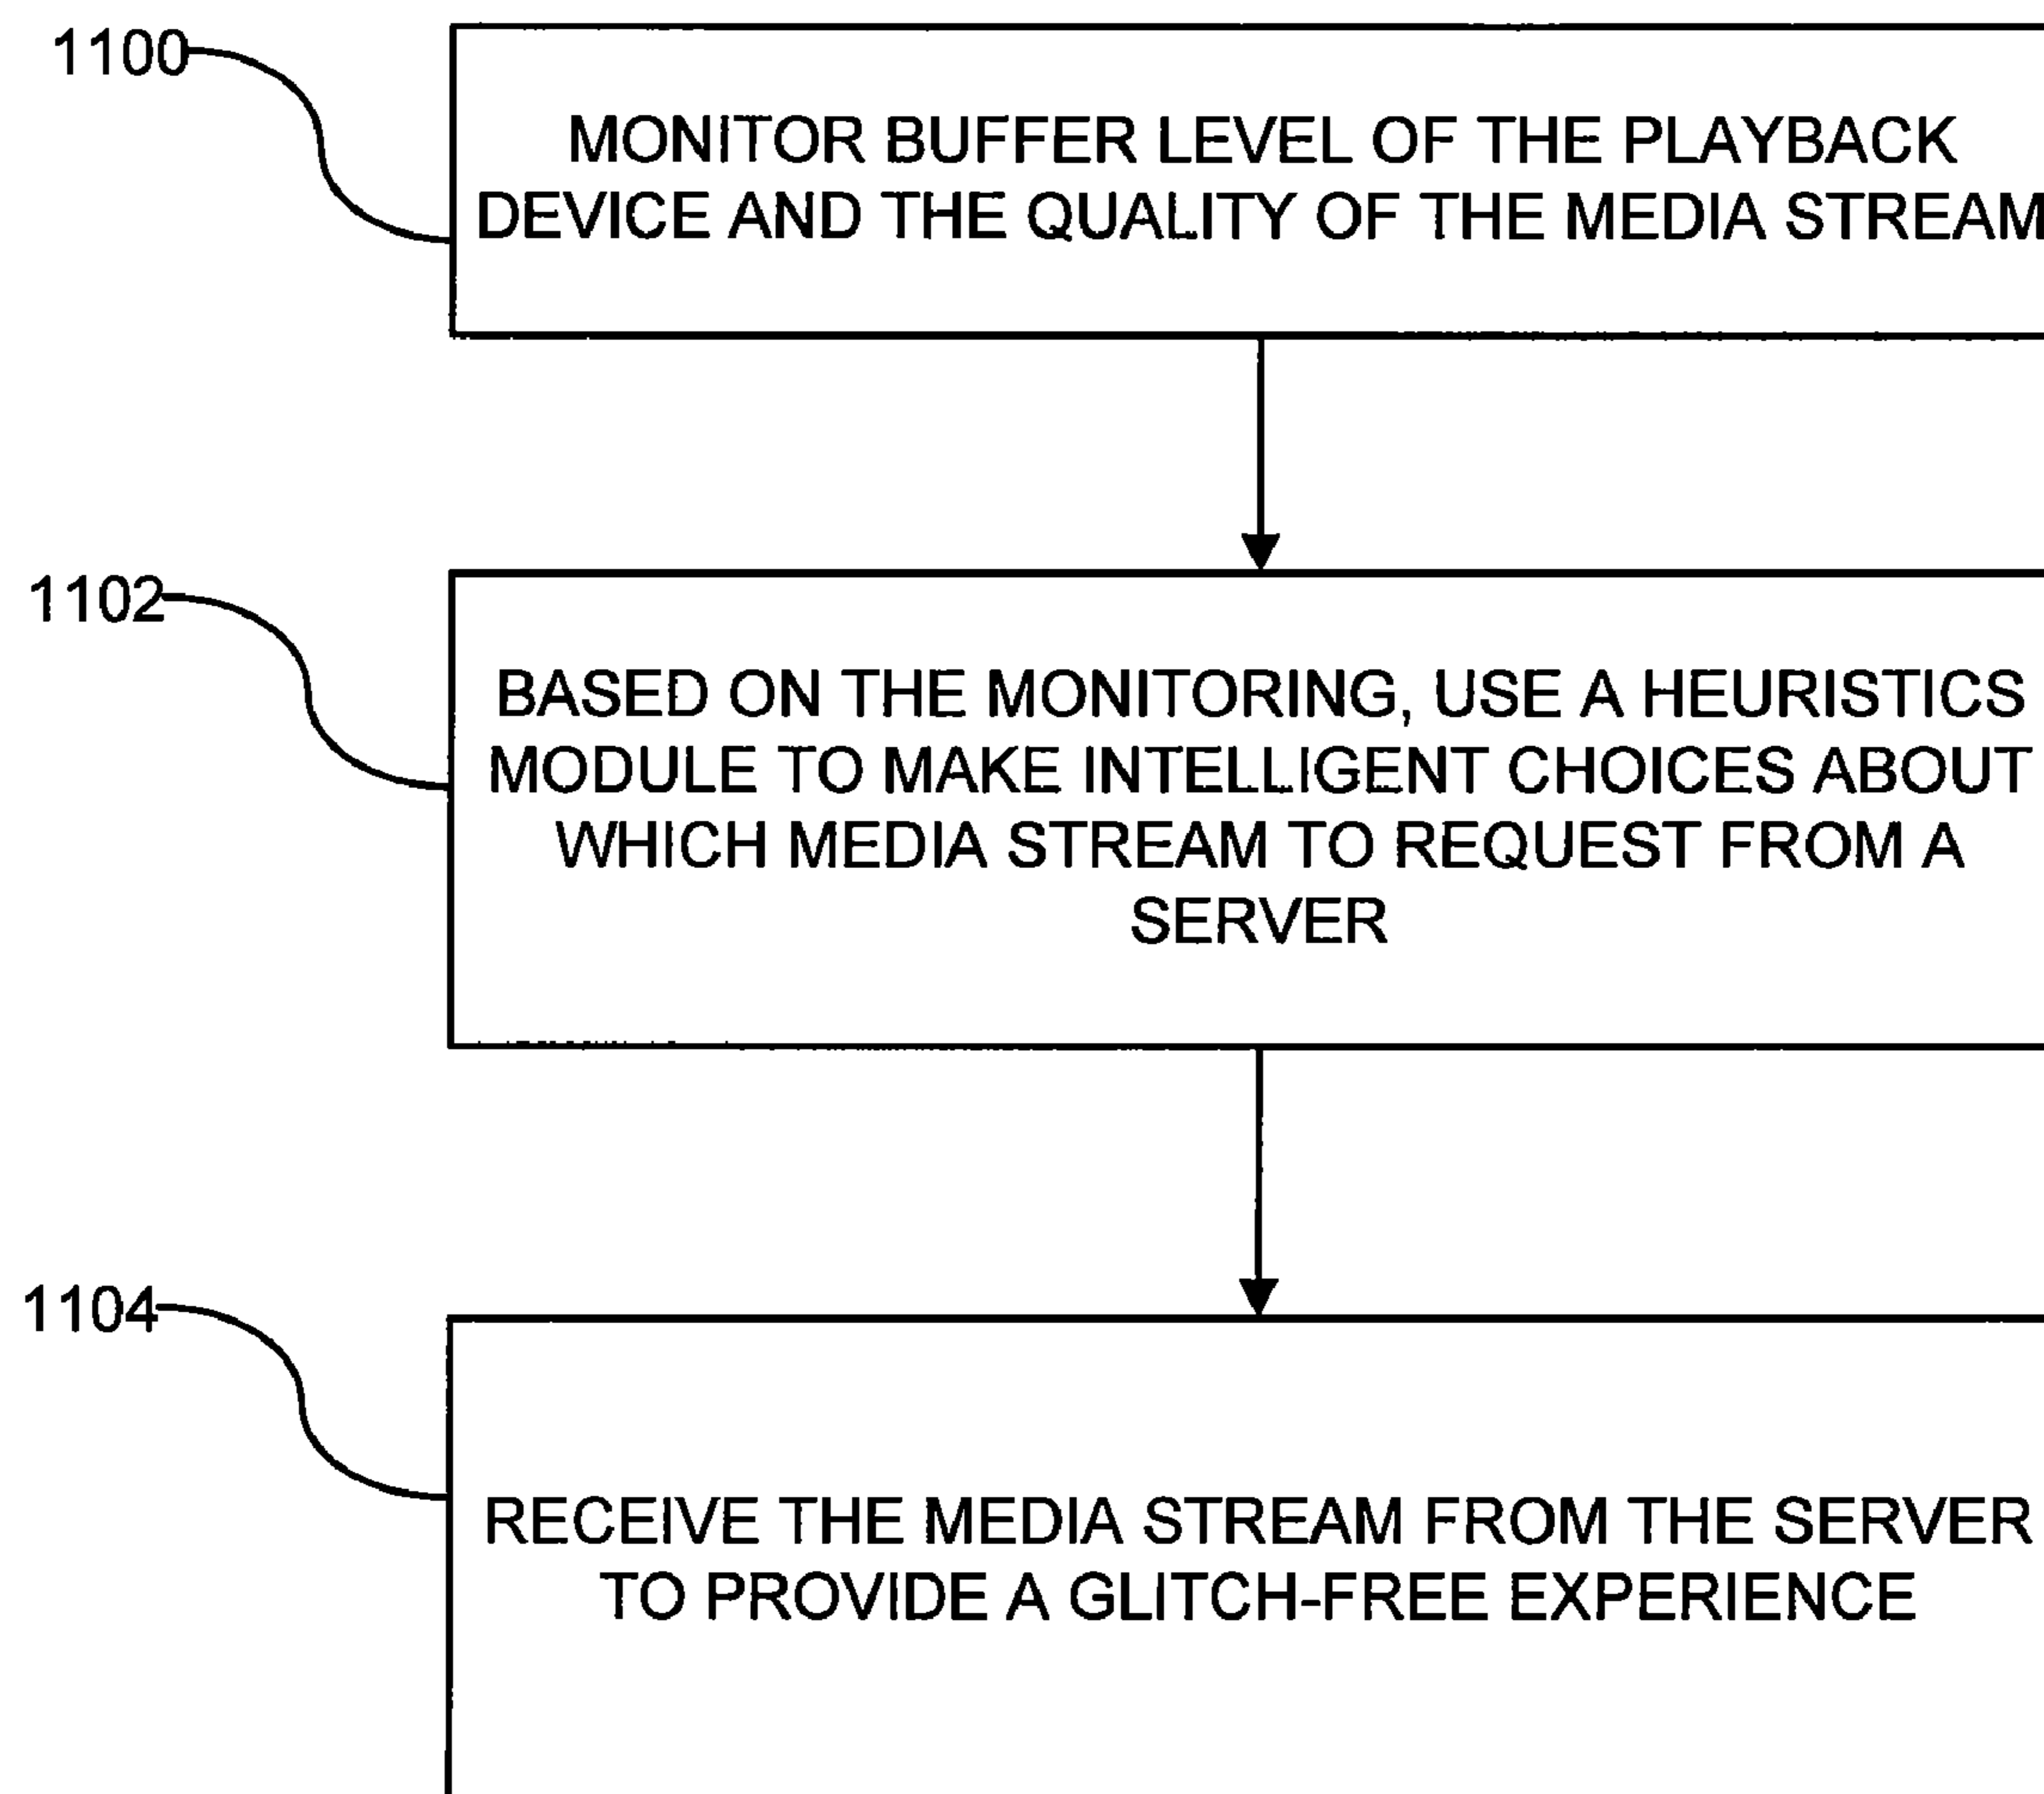 1100
MONITOR BUFFER LEVEL OF THE PLAYBACK
DEVICE AND THE QUALITY OF THE MEDIA STREAM
1102
BASED ON THE MONITORING, USE A HEURISTICS
MODULE TO MAKE INTELLIGENT CHOICES ABOUT
WHICH MEDIA STREAM TO REQUEST FROM A
SERVER
1104
RECEIVE THE MEDIA STREAM FROM THE SERVER
TO PROVIDE A GLITCH-FREE EXPERIENCE